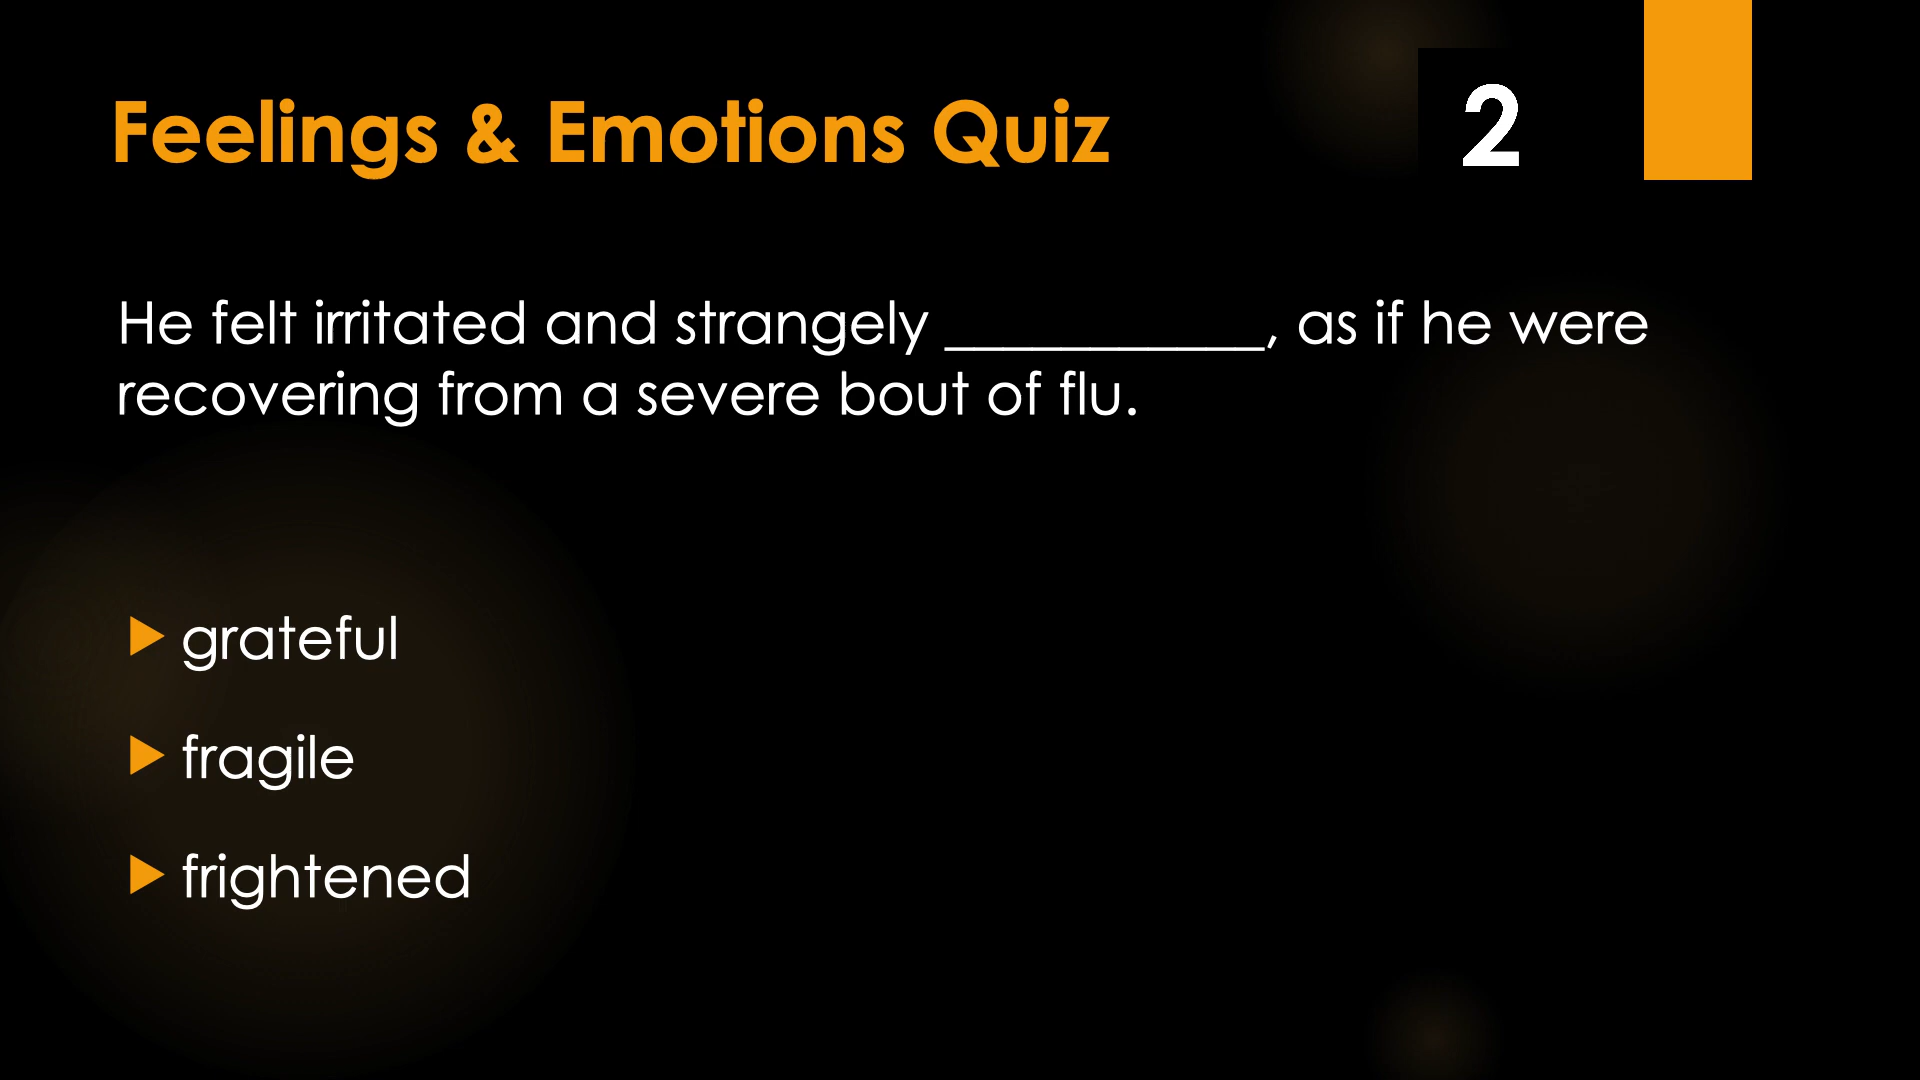 Feelings & Emotions Quiz
2
He felt irritated and strangely ___________, as if he were
recovering from a severe bout of flu.
grateful
fragile
frightened